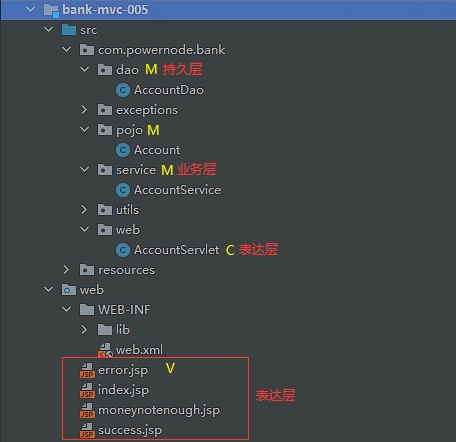 bank-mvc-005
src
com.powernode.bank
dao M 持久层
AccountDao
exceptions
pojo M
Account
service M 业务层
AccountService
utils
web
AccountServlet C 表达层
resources
web
WEB-INF
lib
web.xml
error.jsp V
index.jsp
表达层
moneynotenough.jsp
success.jsp